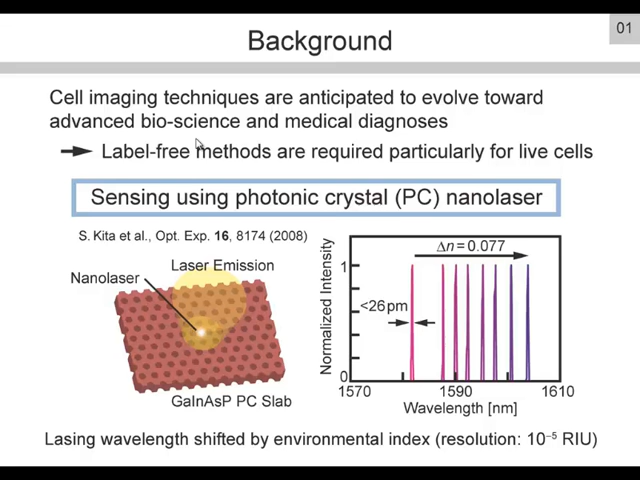 01
Background
Cell imaging techniques are anticipated to evolve toward
advanced bio-science and medical diagnoses
Label-free methods are required particularly for live cells
Sensing using photonic crystal (PC) nanolaser
S. Kita et al., Opt. Exp. 16, 8174 (2008)
Nanolaser
Laser Emission
GaInAsP PC Slab
Δn = 0.077
Normalized Intensity
1
<26 pm
0
1570 1590 1610
Wavelength [nm]
Lasing wavelength shifted by environmental index (resolution: 10⁻⁵ RIU)